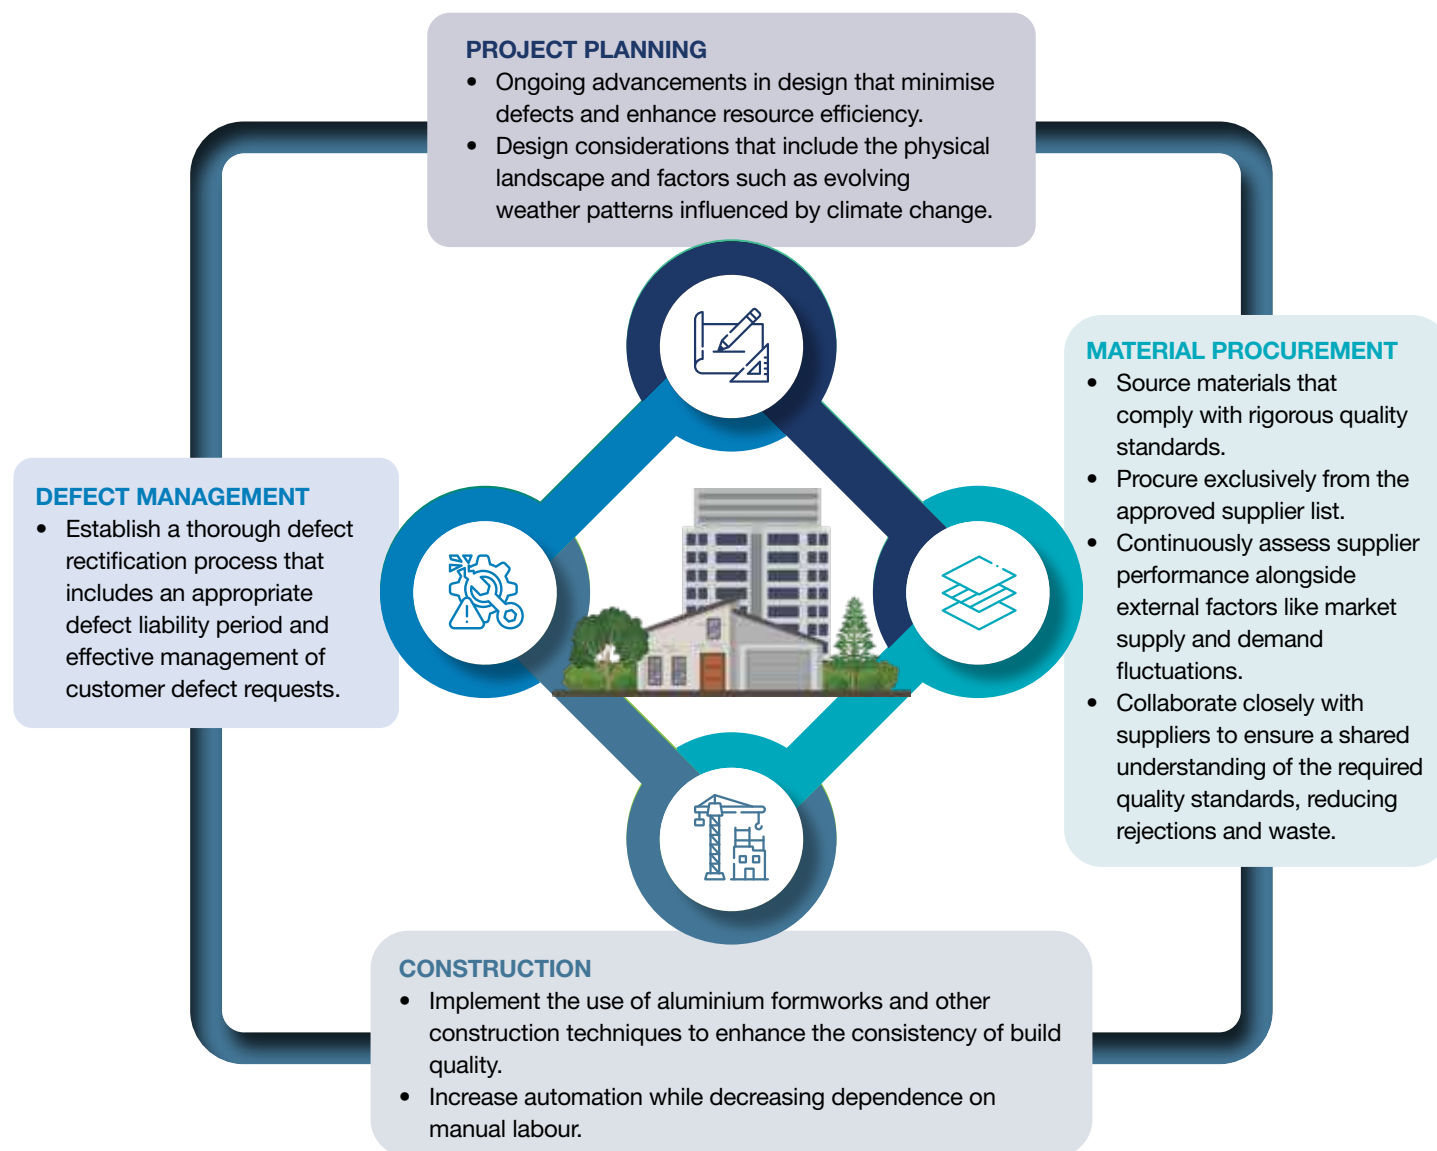 PROJECT PLANNING
• Ongoing advancements in design that minimise
defects and enhance resource efficiency.
• Design considerations that include the physical
landscape and factors such as evolving
weather patterns influenced by climate change.
MATERIAL PROCUREMENT
• Source materials that
comply with rigorous quality
standards.
• Procure exclusively from the
approved supplier list.
• Continuously assess supplier
performance alongside
external factors like market
supply and demand
fluctuations.
• Collaborate closely with
suppliers to ensure a shared
understanding of the required
quality standards, reducing
rejections and waste.
DEFECT MANAGEMENT
• Establish a thorough defect
rectification process that
includes an appropriate
defect liability period and
effective management of
customer defect requests.
CONSTRUCTION
• Implement the use of aluminium formworks and other
construction techniques to enhance the consistency of build
quality.
• Increase automation while decreasing dependence on
manual labour.